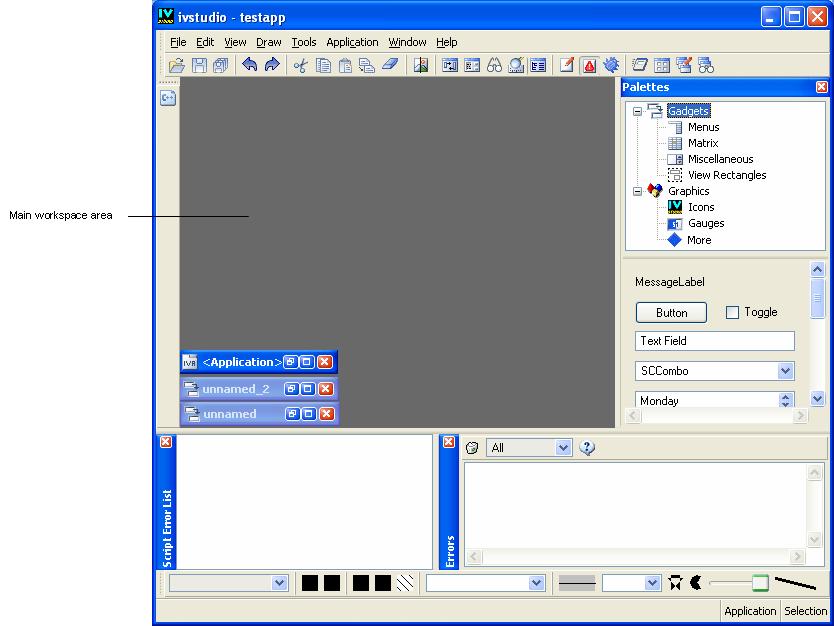 ivstudio - testapp
File Edit View Draw Tools Application Window Help
Palettes
Gadgets
Menus
Matrix
Miscellaneous
View Rectangles
Graphics
Icons
Gauges
More
Main workspace area
MessageLabel
Button
Toggle
Text Field
SCCombo
Monday
<Application>
unnamed_2
unnamed
Script Error List
Errors
All
Application
Selection